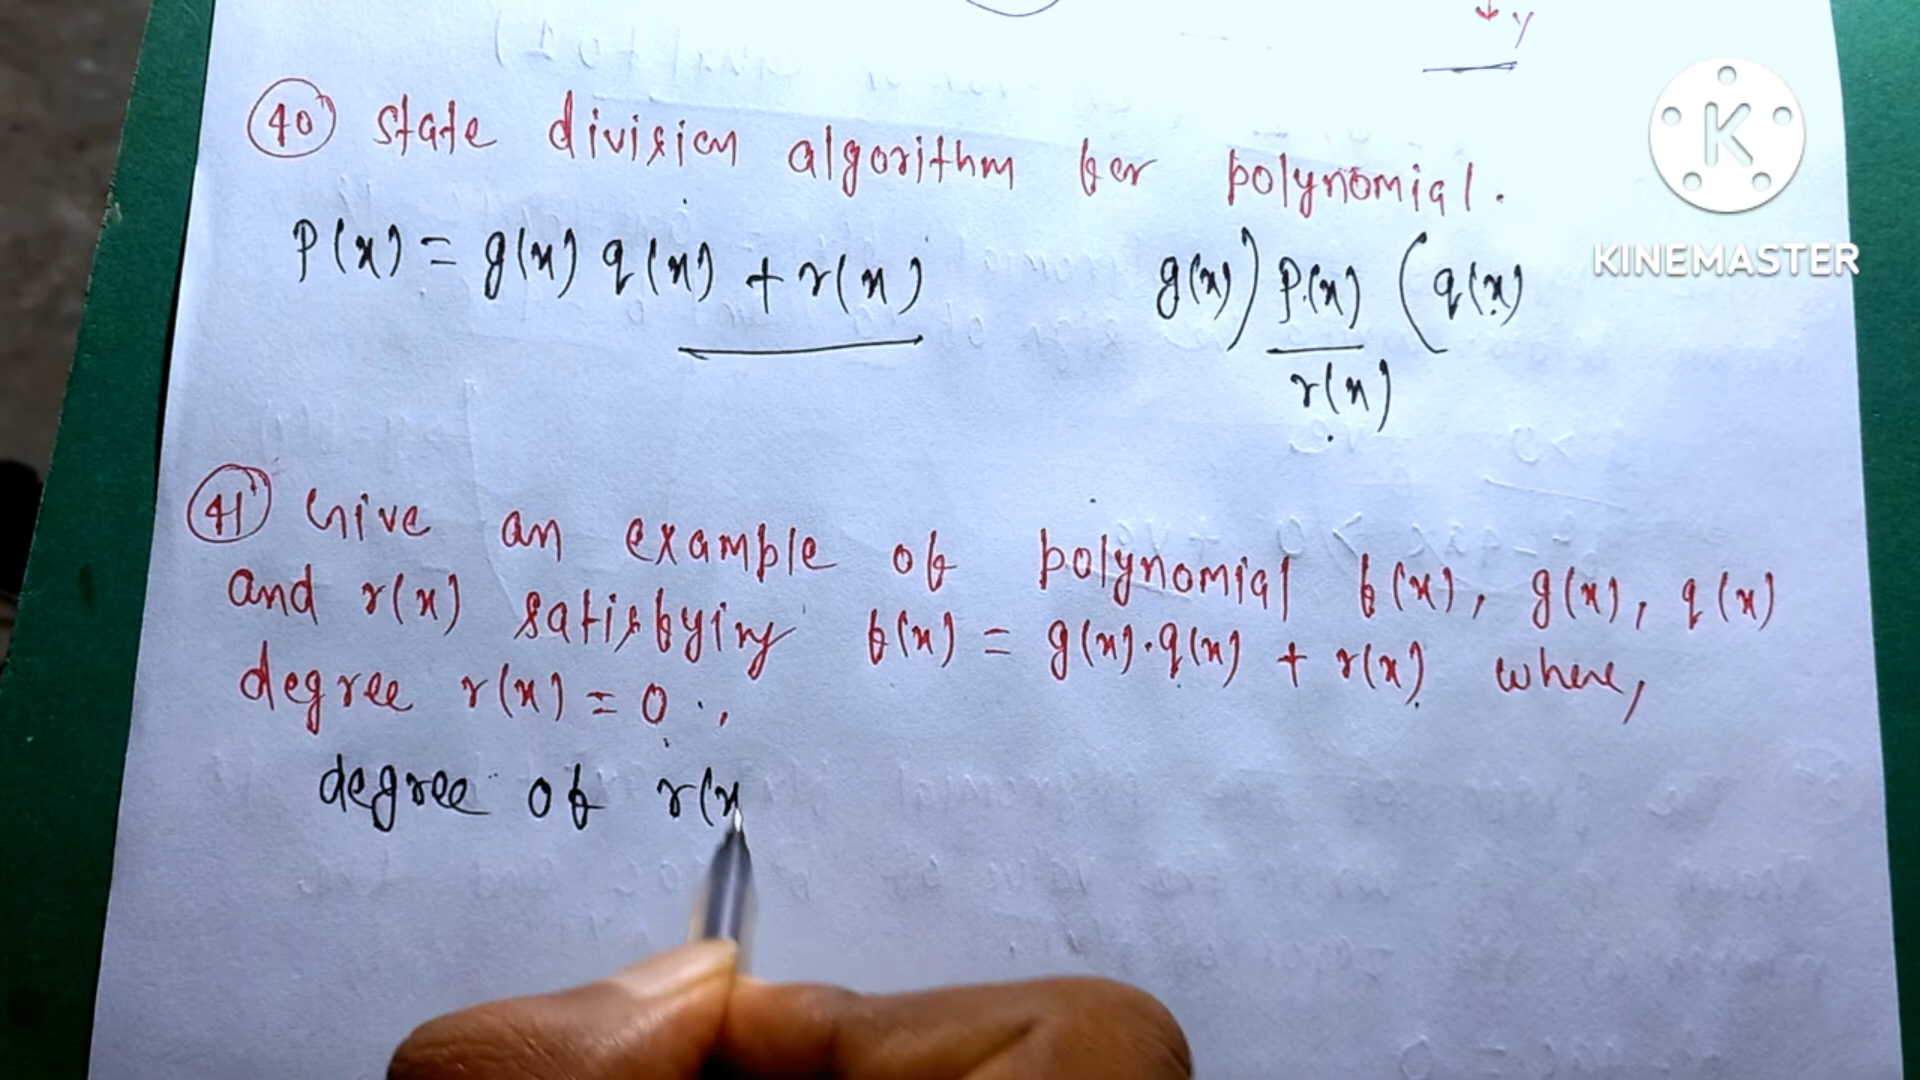 ↓ y
40 State division algorithm for polynomial.
P(x) = g(x) q(x) + r(x)
g(x) ) P(x) ( q(x)
r(x)
41 Give an example of polynomial f(x), g(x), q(x)
and r(x) satisfying f(x) = g(x)·q(x) + r(x) where,
degree r(x) = 0.
degree of r(x
K
KINEMASTER